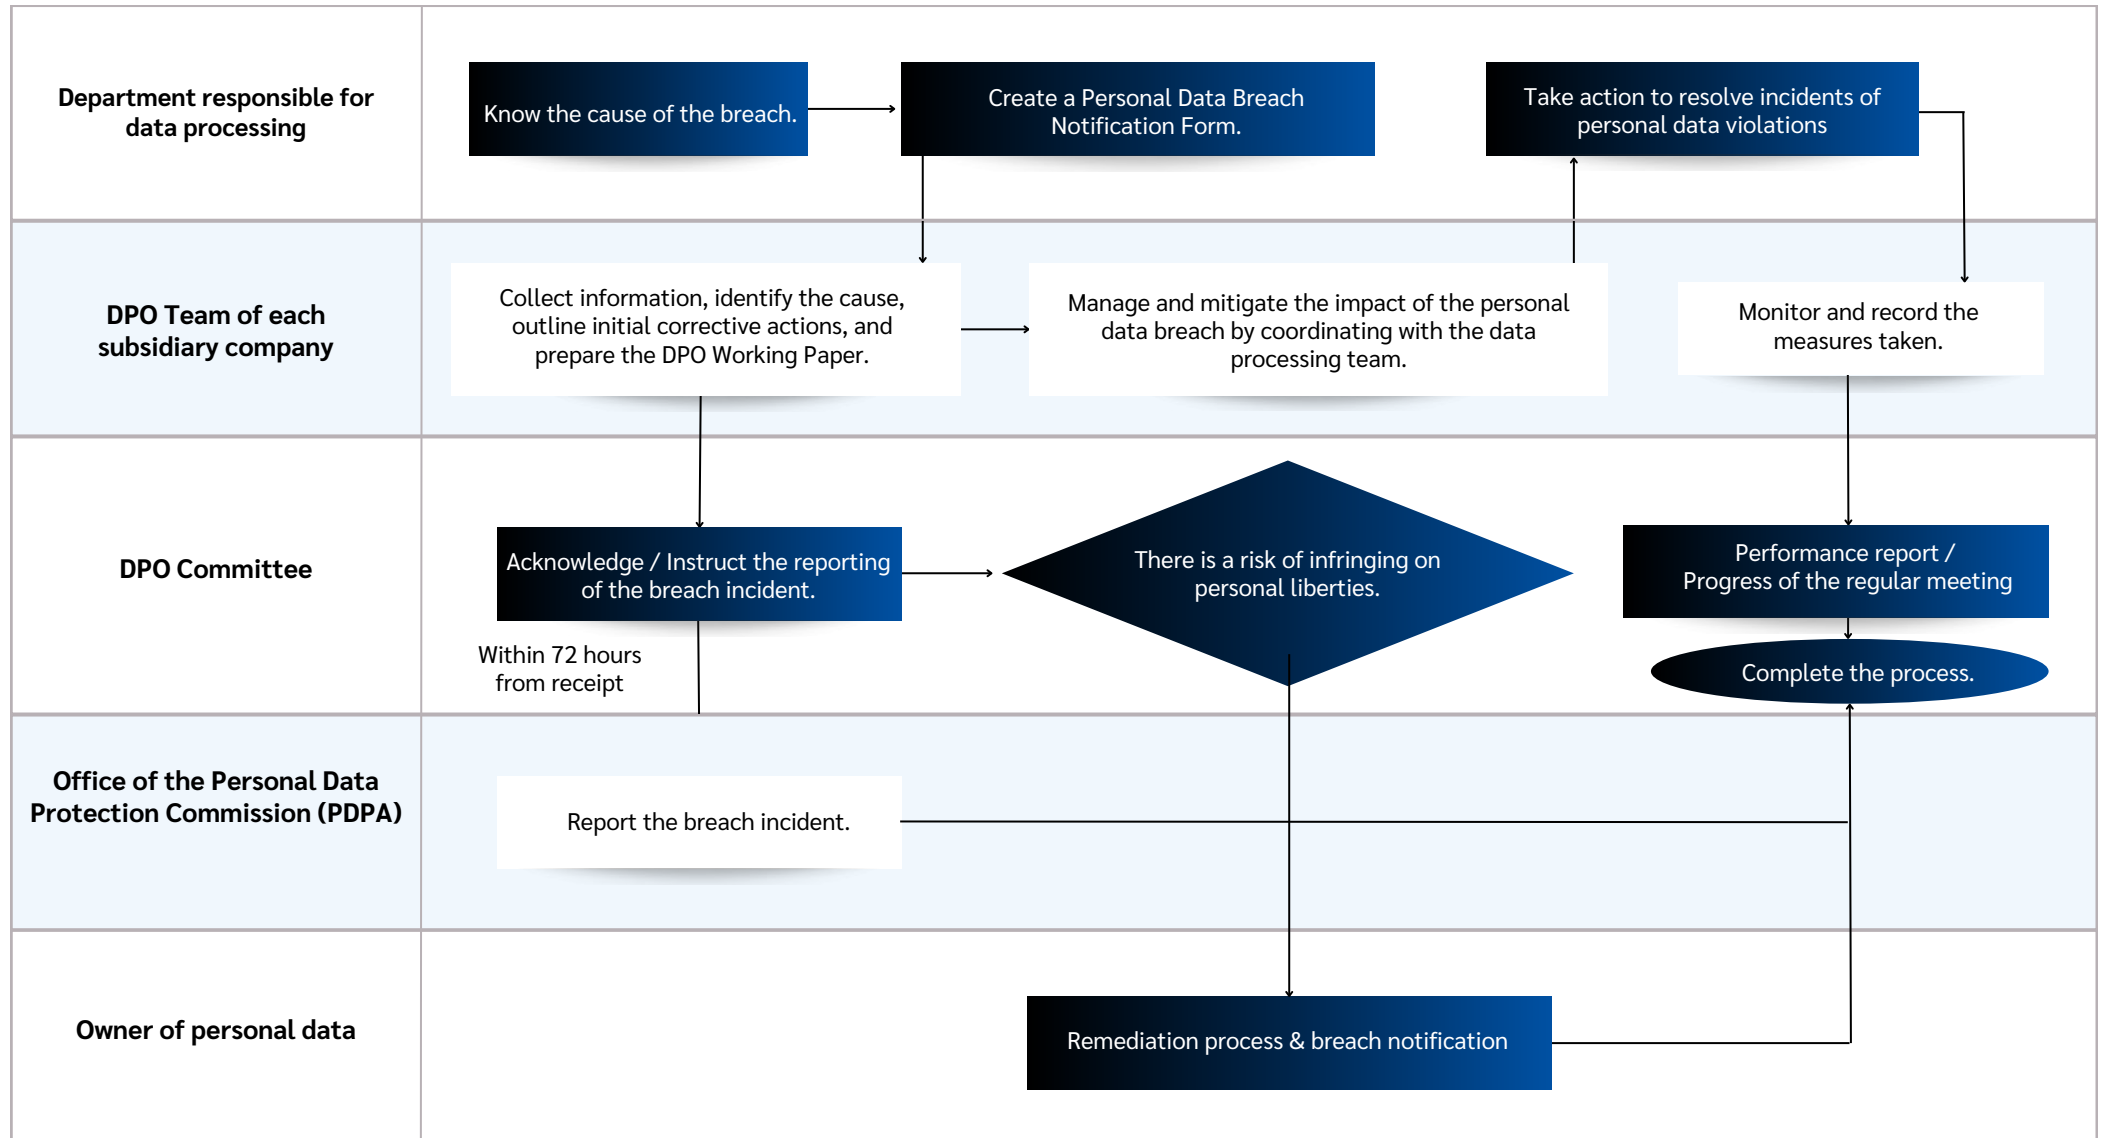 Department responsible for
data processing
Know the cause of the breach.
Create a Personal Data Breach
Notification Form.
Take action to resolve incidents of
personal data violations
DPO Team of each
subsidiary company
Collect information, identify the cause,
outline initial corrective actions, and
prepare the DPO Working Paper.
Manage and mitigate the impact of the personal
data breach by coordinating with the data
processing team.
Monitor and record the
measures taken.
DPO Committee
Acknowledge / Instruct the reporting
of the breach incident.
There is a risk of infringing on
personal liberties.
Performance report /
Progress of the regular meeting
Within 72 hours
from receipt
Complete the process.
Office of the Personal Data
Protection Commission (PDPA)
Report the breach incident.
Owner of personal data
Remediation process & breach notification